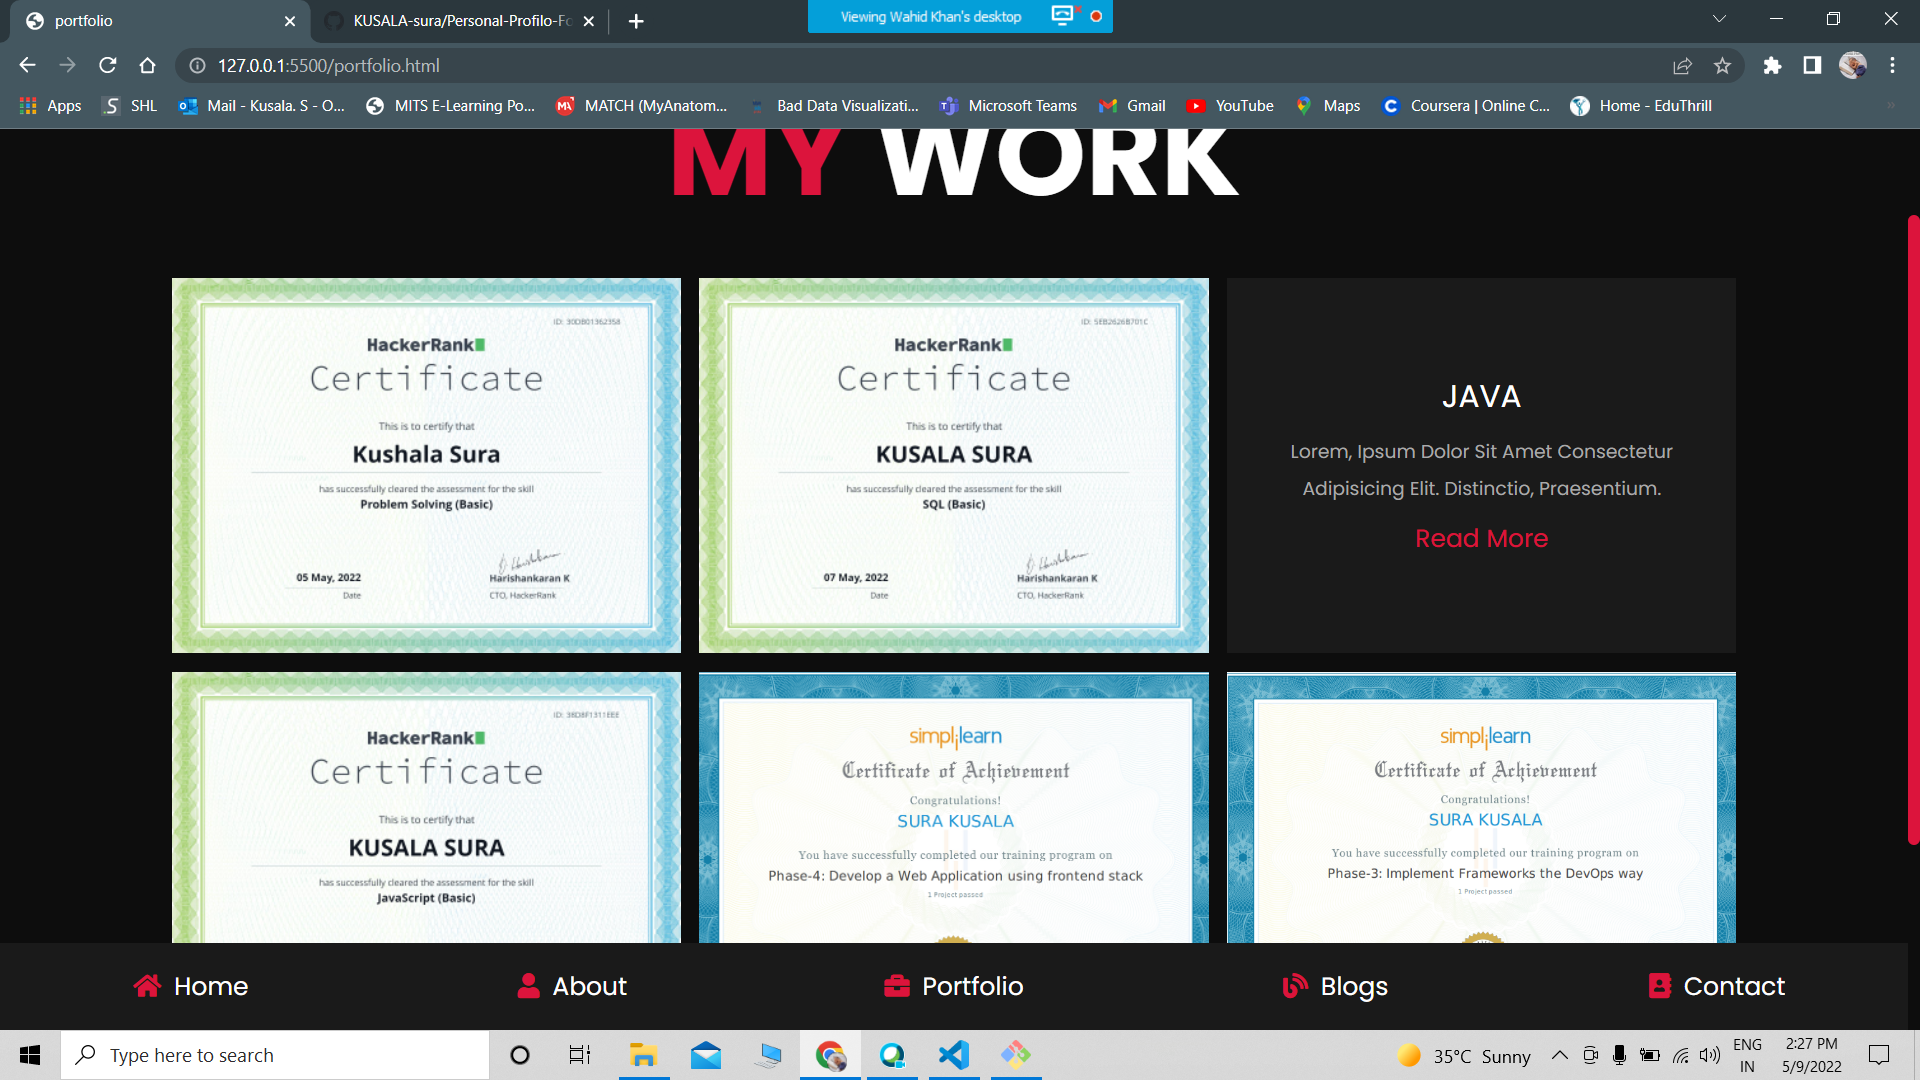 portfolio
KUSALA-sura/Personal-Profilo-Fo
Viewing Wahid Khan's desktop
127.0.0.1:5500/portfolio.html
Apps
SHL
Mail - Kusala. S - O...
MITS E-Learning Po...
MATCH (MyAnatom...
Bad Data Visualizati...
Microsoft Teams
Gmail
YouTube
Maps
Coursera | Online C...
Home - EduThrill
MY WORK
ID: 30DB01362358
HackerRank
Certificate
This is to certify that
Kushala Sura
has successfully cleared the assessment for the skill
Problem Solving (Basic)
05 May, 2022
Date
Harishankaran K
CTO, HackerRank
ID: 5EB2626B701C
HackerRank
Certificate
This is to certify that
KUSALA SURA
has successfully cleared the assessment for the skill
SQL (Basic)
07 May, 2022
Date
Harishankaran K
CTO, HackerRank
JAVA
Lorem, Ipsum Dolor Sit Amet Consectetur
Adipisicing Elit. Distinctio, Praesentium.
Read More
ID: 38D8F1311EEE
HackerRank
Certificate
This is to certify that
KUSALA SURA
has successfully cleared the assessment for the skill
JavaScript (Basic)
simplilearn
Certificate of Achievement
Congratulations!
SURA KUSALA
You have successfully completed our training program on
Phase-4: Develop a Web Application using frontend stack
1 Project passed
simplilearn
Certificate of Achievement
Congratulations!
SURA KUSALA
You have successfully completed our training program on
Phase-3: Implement Frameworks the DevOps way
1 Project passed
Home
About
Portfolio
Blogs
Contact
Type here to search
35°C Sunny
ENG
IN
2:27 PM
5/9/2022